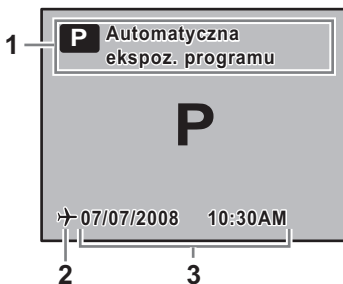 1
P Automatyczna
ekspoz. programu
P
07/07/2008 10:30AM
2 3